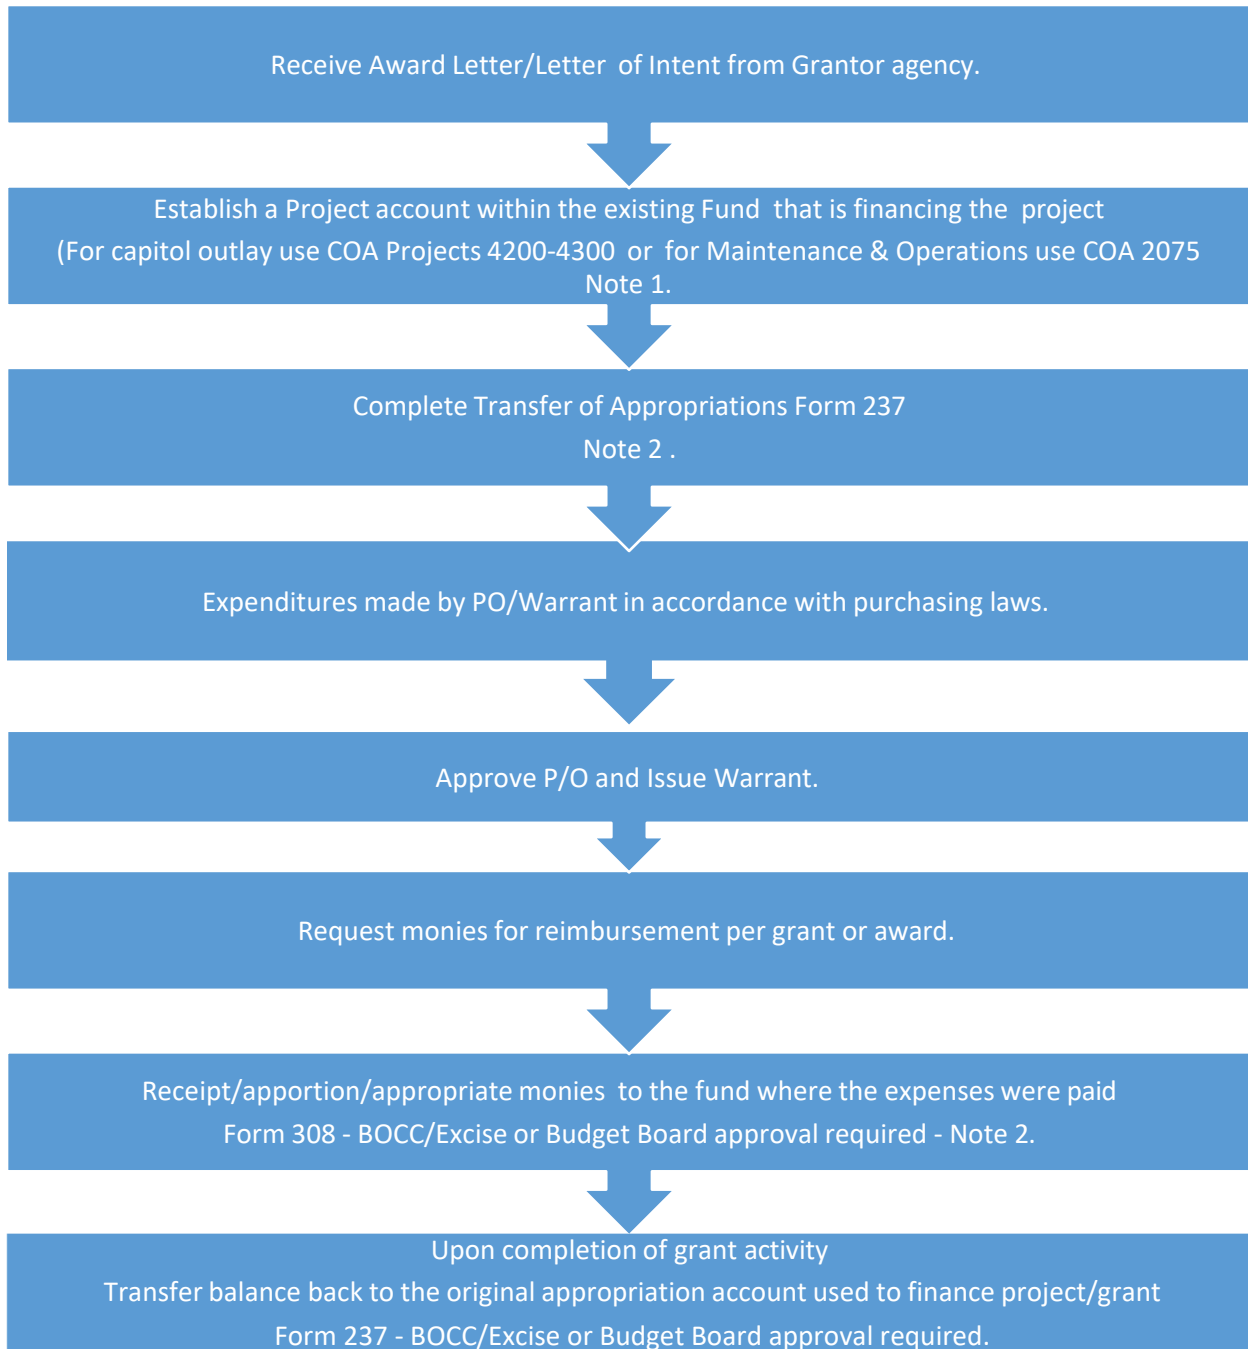 Receive Award Letter/Letter of Intent from Grantor agency.
Establish a Project account within the existing Fund that is financing the project
(For capitol outlay use COA Projects 4200-4300 or for Maintenance & Operations use COA 2075
Note 1.
Complete Transfer of Appropriations Form 237
Note 2 .
Expenditures made by PO/Warrant in accordance with purchasing laws.
Approve P/O and Issue Warrant.
Request monies for reimbursement per grant or award.
Receipt/apportion/appropriate monies to the fund where the expenses were paid
Form 308 - BOCC/Excise or Budget Board approval required - Note 2.
Upon completion of grant activity
Transfer balance back to the original appropriation account used to finance project/grant
Form 237 - BOCC/Excise or Budget Board approval required.